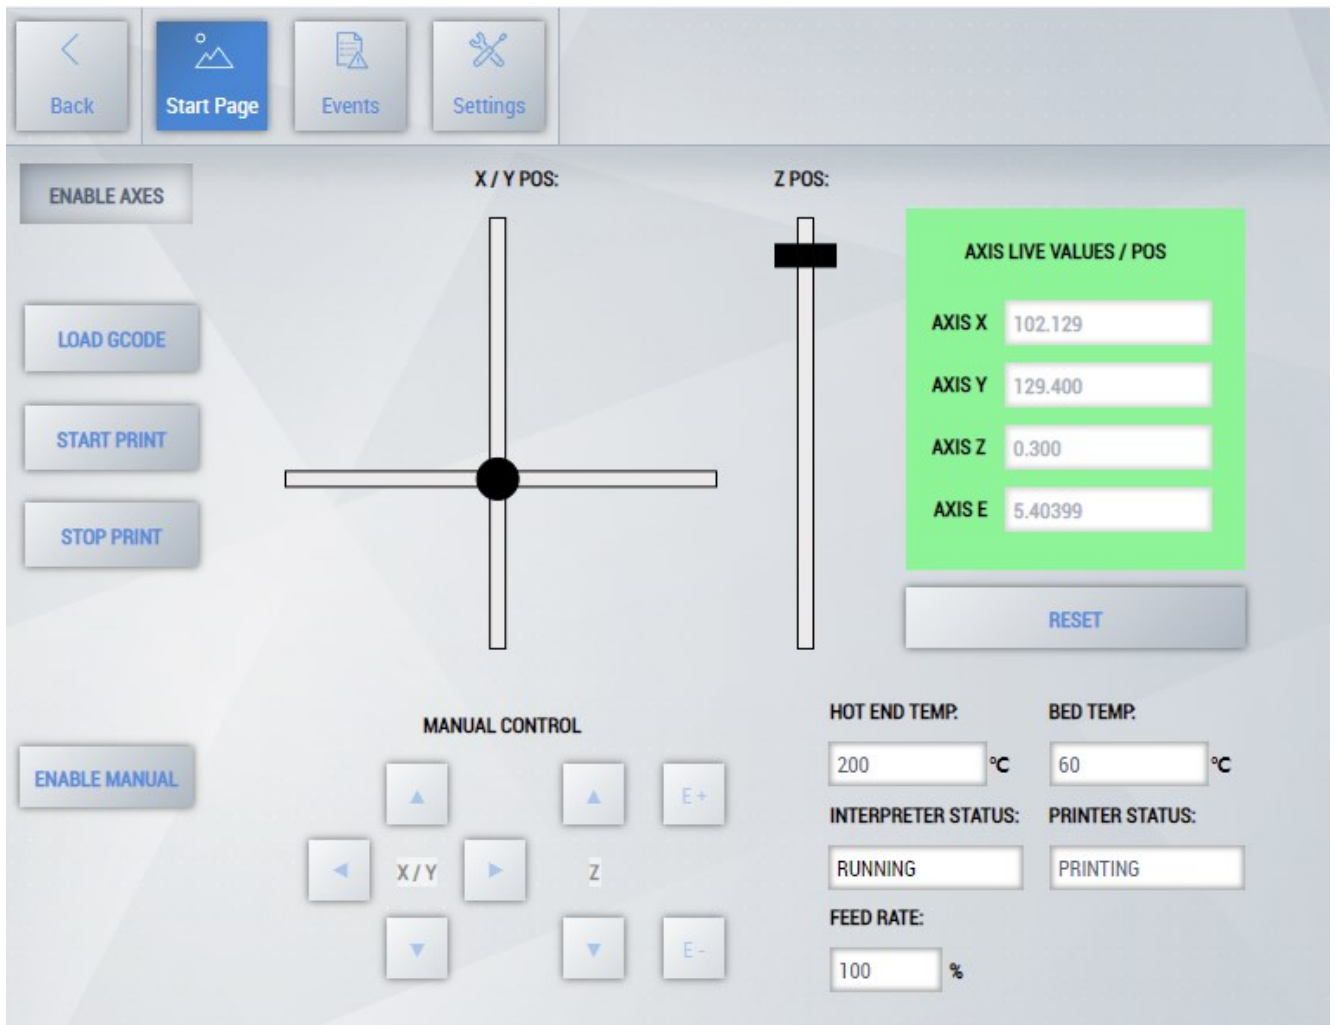 Back
Start Page
Events
Settings
ENABLE AXES
X / Y POS:
Z POS:
AXIS LIVE VALUES / POS
AXIS X 102.129
AXIS Y 129.400
AXIS Z 0.300
AXIS E 5.40399
LOAD GCODE
START PRINT
STOP PRINT
RESET
MANUAL CONTROL
ENABLE MANUAL
E +
X / Y
Z
E -
HOT END TEMP:
BED TEMP:
200 °C
60 °C
INTERPRETER STATUS:
PRINTER STATUS:
RUNNING
PRINTING
FEED RATE:
100 %